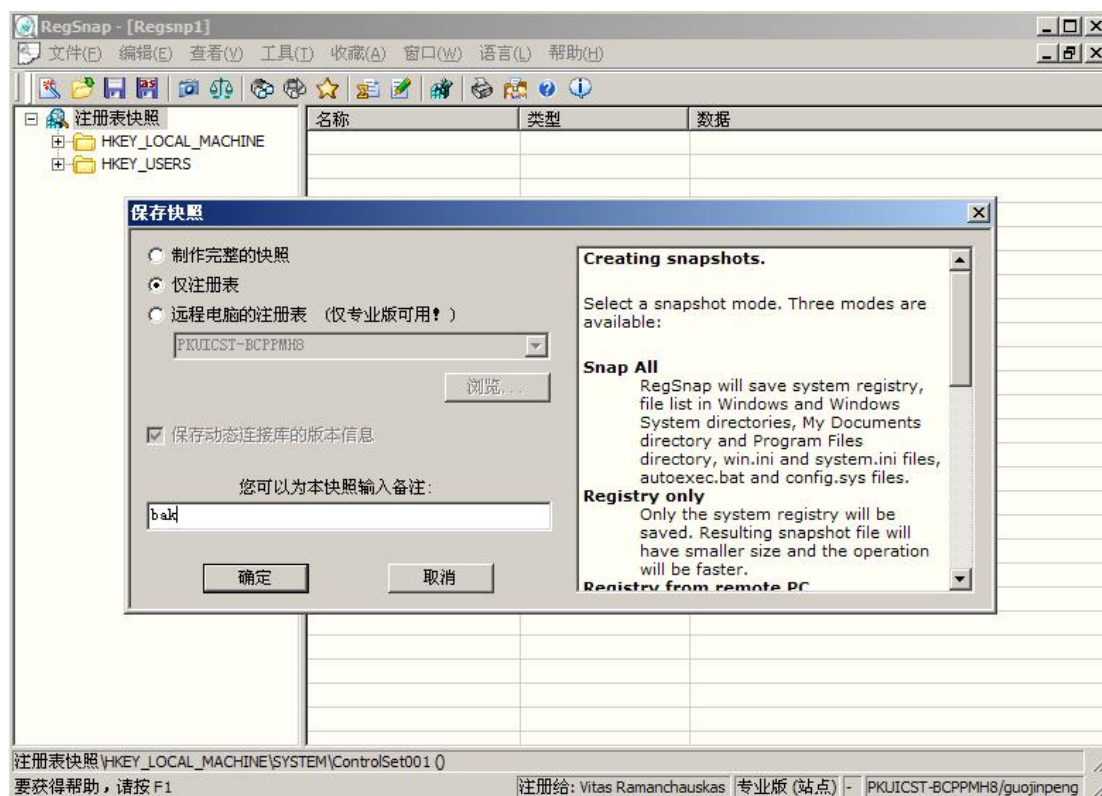 RegSnap - [Regsnp1]
文件(F) 编辑(E) 查看(V) 工具(T) 收藏(A) 窗口(W) 语言(L) 帮助(H)
注册表快照
HKEY_LOCAL_MACHINE
HKEY_USERS
名称 类型 数据
保存快照
制作完整的快照
仅注册表
远程电脑的注册表 (仅专业版可用!)
PKUICST-BCPPMH8
浏览...
保存动态连接库的版本信息
您可以为本快照输入备注:
bak
确定 取消
Creating snapshots.
Select a snapshot mode. Three modes are
available:
Snap All
RegSnap will save system registry,
file list in Windows and Windows
System directories, My Documents
directory and Program Files
directory, win.ini and system.ini files,
autoexec.bat and config.sys files.
Registry only
Only the system registry will be
saved. Resulting snapshot file will
have smaller size and the operation
will be faster.
Registry from remote PC
注册表快照\HKEY_LOCAL_MACHINE\SYSTEM\ControlSet001 ()
要获得帮助，请按 F1 注册给: Vitas Ramanchauskas 专业版 (站点) - PKUICST-BCPPMH8/guojinpeng